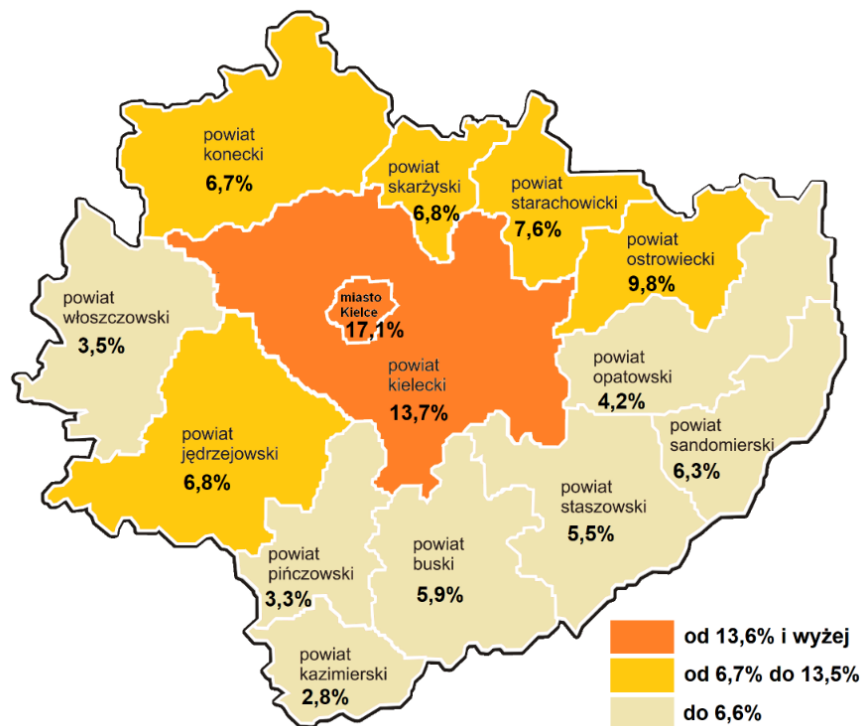 powiat
konecki
6,7%
powiat
skarżyski
6,8%
powiat
starachowicki
7,6%
powiat
ostrowiecki
9,8%
miasto
Kielce
17,1%
powiat
włoszczowski
3,5%
powiat
kielecki
13,7%
powiat
opatowski
4,2%
powiat
sandomierski
6,3%
powiat
jędrzejowski
6,8%
powiat
staszowski
5,5%
powiat
pińczowski
3,3%
powiat
buski
5,9%
powiat
kazimierski
2,8%
od 13,6% i wyżej
od 6,7% do 13,5%
do 6,6%